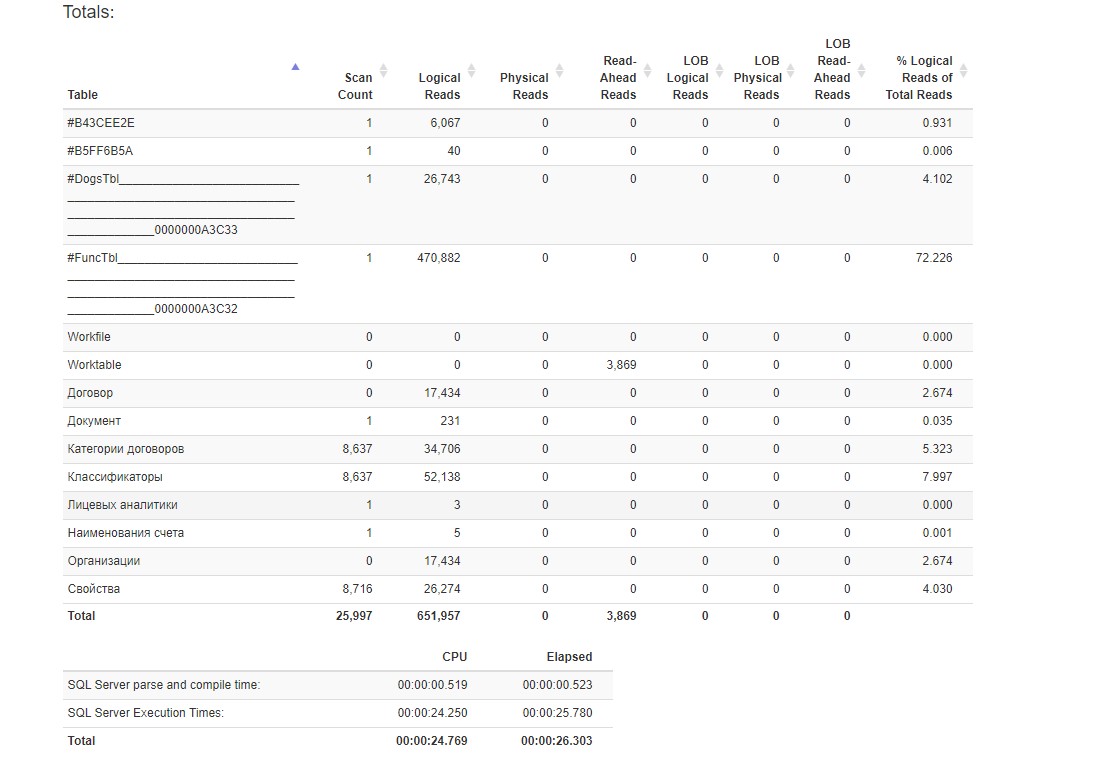 Totals:
Table Scan Count Logical Reads Physical Reads Read-Ahead Reads LOB Logical Reads LOB Physical Reads LOB Read-Ahead Reads % Logical Reads of Total Reads
#B43CEE2E 1 6,067 0 0 0 0 0 0.931
#B5FF6B5A 1 40 0 0 0 0 0 0.006
#DogsTbl___________________________ 1 26,743 0 0 0 0 0 4.102
__________________________________
__________________________________
_____________0000000A3C33
#FuncTbl___________________________ 1 470,882 0 0 0 0 0 72.226
__________________________________
__________________________________
_____________0000000A3C32
Workfile 0 0 0 0 0 0 0 0.000
Worktable 0 0 0 3,869 0 0 0 0.000
Договор 0 17,434 0 0 0 0 0 2.674
Документ 1 231 0 0 0 0 0 0.035
Категории договоров 8,637 34,706 0 0 0 0 0 5.323
Классификаторы 8,637 52,138 0 0 0 0 0 7.997
Лицевых аналитики 1 3 0 0 0 0 0 0.000
Наименования счета 1 5 0 0 0 0 0 0.001
Организации 0 17,434 0 0 0 0 0 2.674
Свойства 8,716 26,274 0 0 0 0 0 4.030
Total 25,997 651,957 0 3,869 0 0 0
CPU Elapsed
SQL Server parse and compile time: 00:00:00.519 00:00:00.523
SQL Server Execution Times: 00:00:24.250 00:00:25.780
Total 00:00:24.769 00:00:26.303